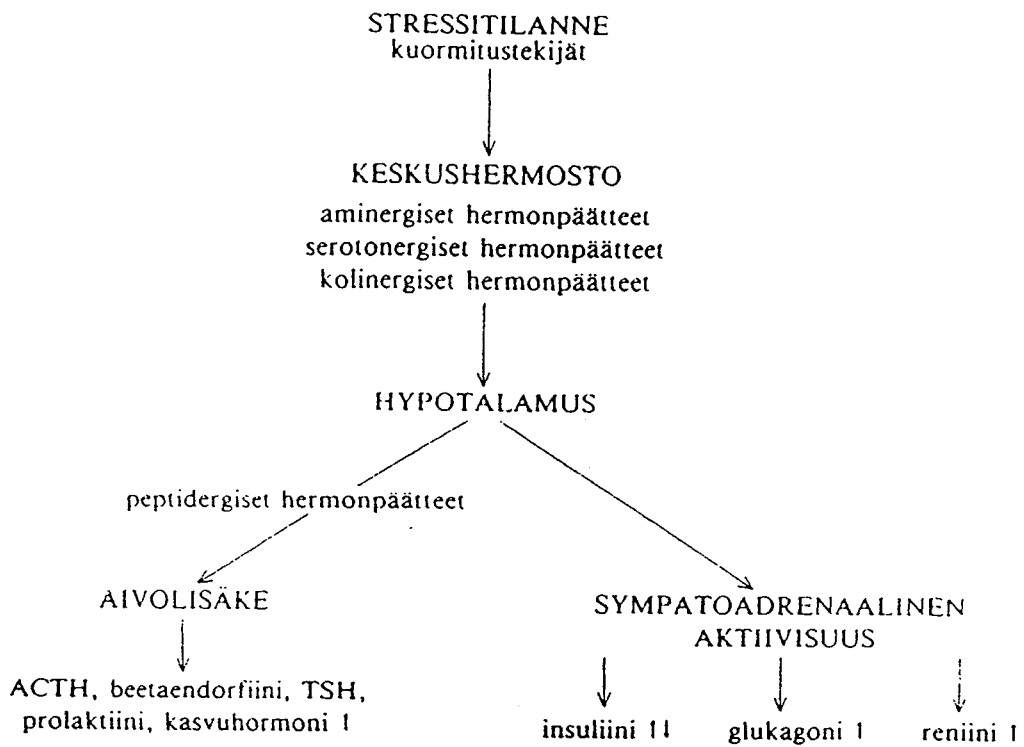 STRESSITILANNE
kuormitustekijät
KESKUSHERMOSTO
aminergiset hermonpäätteet
serotonergiset hermonpäätteet
kolinergiset hermonpäätteet
HYPOTALAMUS
peptidergiset hermonpäätteet
AIVOLISÄKE
ACTH, beetaendorfiini, TSH,
prolaktiini, kasvuhormoni ↑
SYMPATOADRENAALINEN
AKTIIVISUUS
insuliini ↑↓
glukagoni ↑
reniini ↑